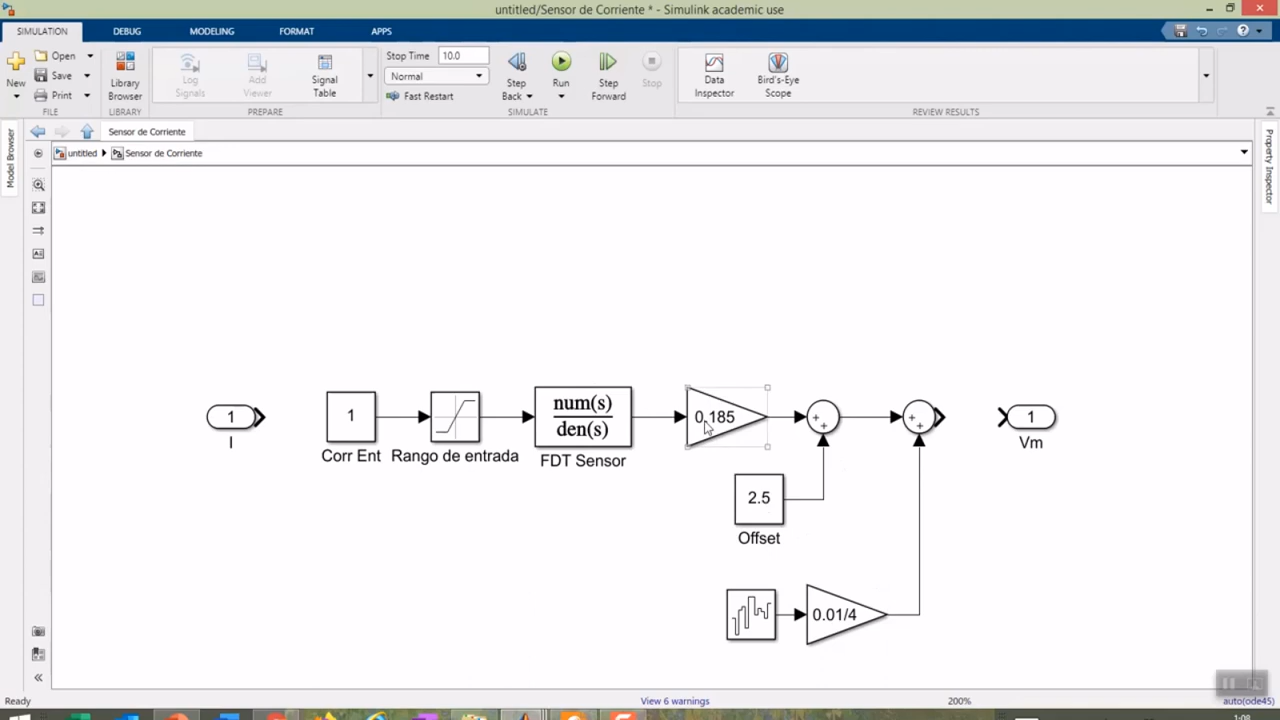 untitled/Sensor de Corriente * - Simulink academic use
SIMULATION DEBUG MODELING FORMAT APPS
New
Open
Save
Print
FILE
Library
Browser
LIBRARY
Log
Signals
Add
Viewer
Signal
Table
PREPARE
Stop Time 10.0
Normal
Fast Restart
Step
Back
Run
Step
Forward
Stop
SIMULATE
Data
Inspector
Bird's-Eye
Scope
REVIEW RESULTS
Sensor de Corriente
untitled Sensor de Corriente
Model Browser
Property Inspector
1
I
1
Corr Ent
Rango de entrada
num(s)
den(s)
FDT Sensor
0.185
+
+
+
+
1
Vm
2.5
Offset
0.01/4
Ready
View 6 warnings
200%
auto(ode45)